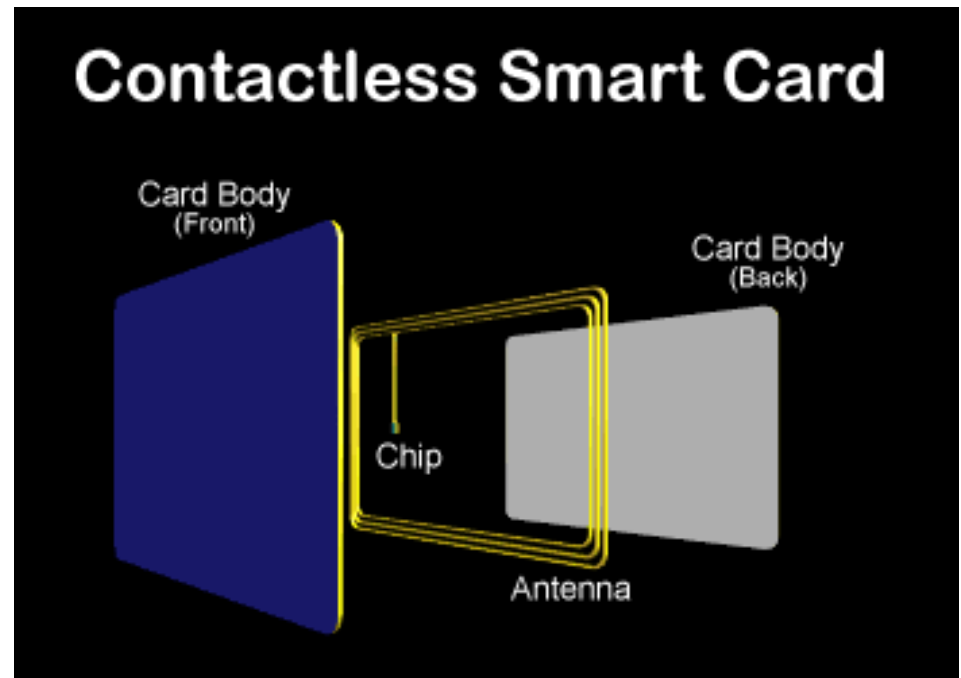 Contactless Smart Card
Card Body
(Front)
Card Body
(Back)
Chip
Antenna